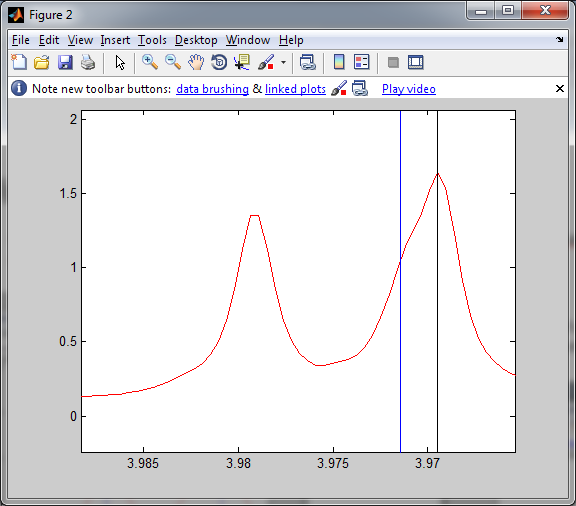 Figure 2
File Edit View Insert Tools Desktop Window Help
Note new toolbar buttons: data brushing & linked plots Play video
2
1.5
1
0.5
0
3.985 3.98 3.975 3.97